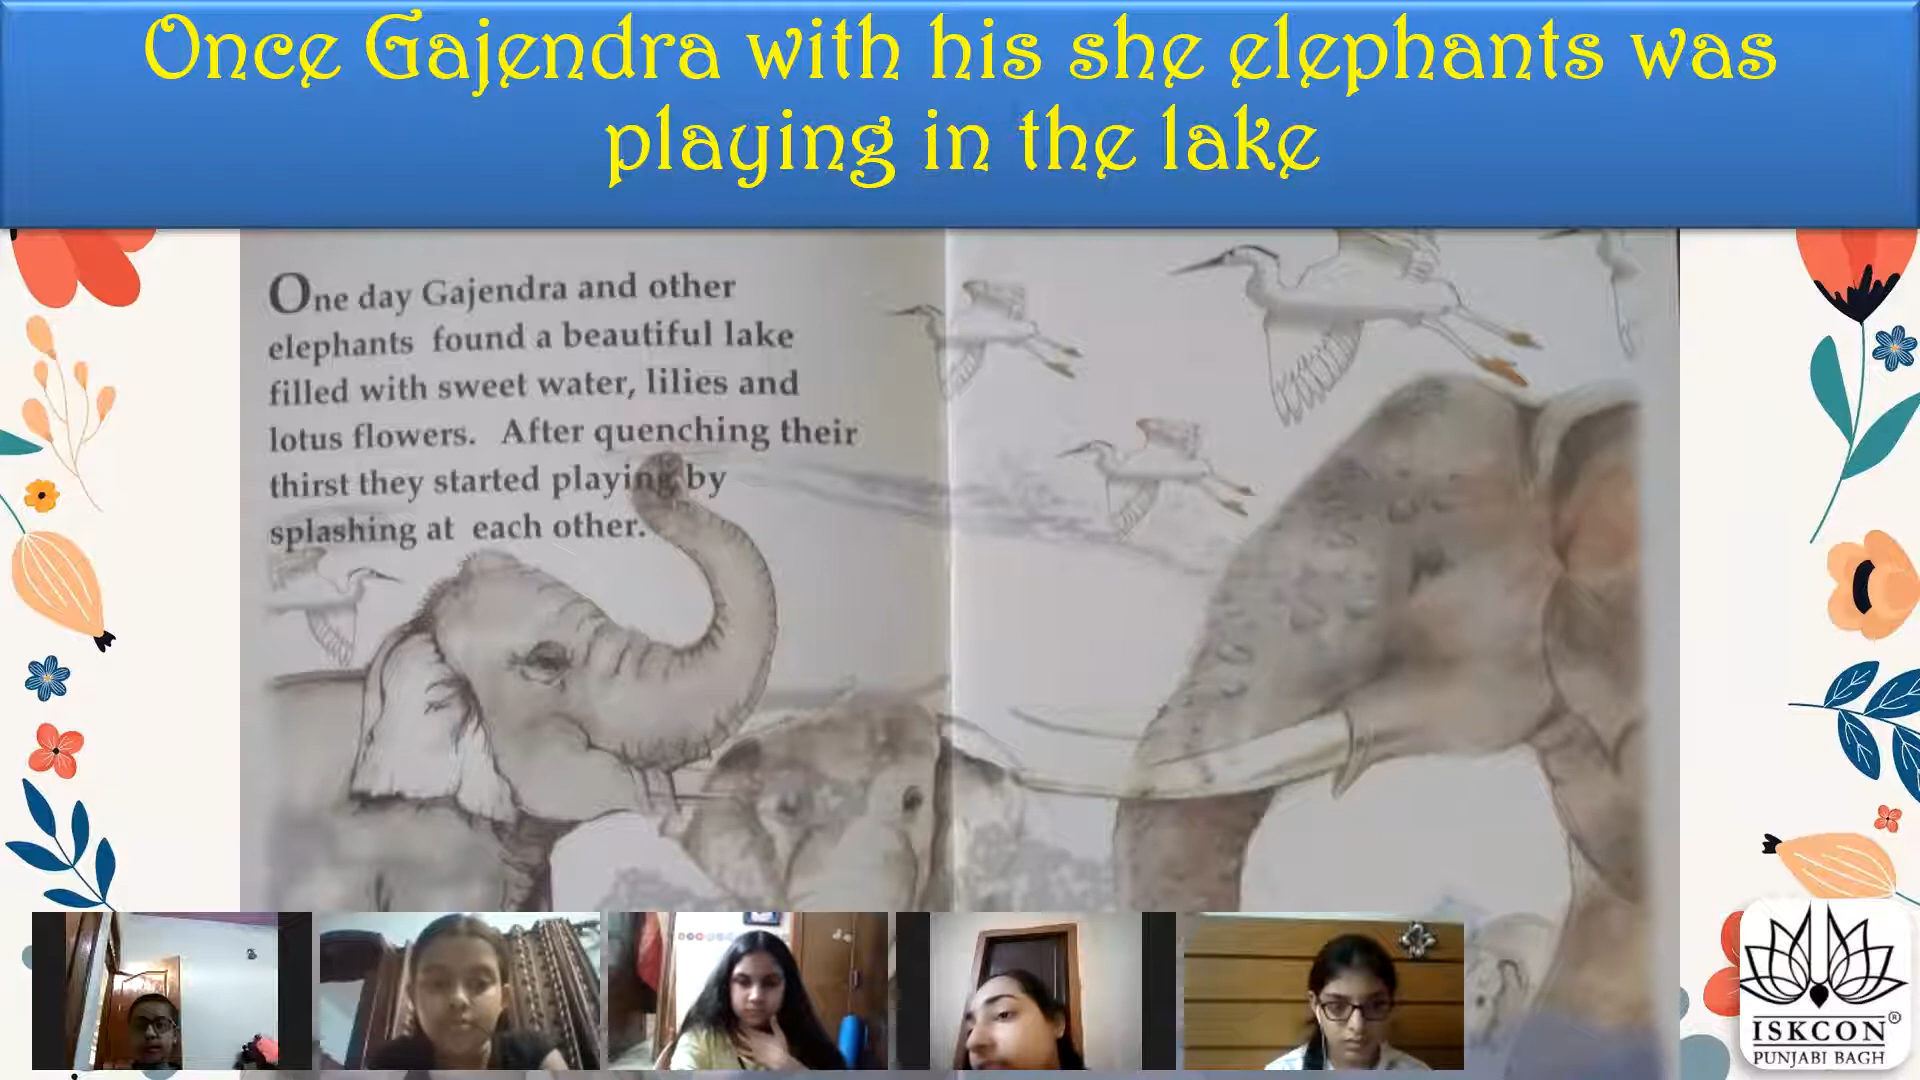 Once Gajendra with his she elephants was
playing in the lake
One day Gajendra and other
elephants found a beautiful lake
filled with sweet water, lilies and
lotus flowers. After quenching their
thirst they started playing by
splashing at each other.
ISKCON®
PUNJABI BAGH